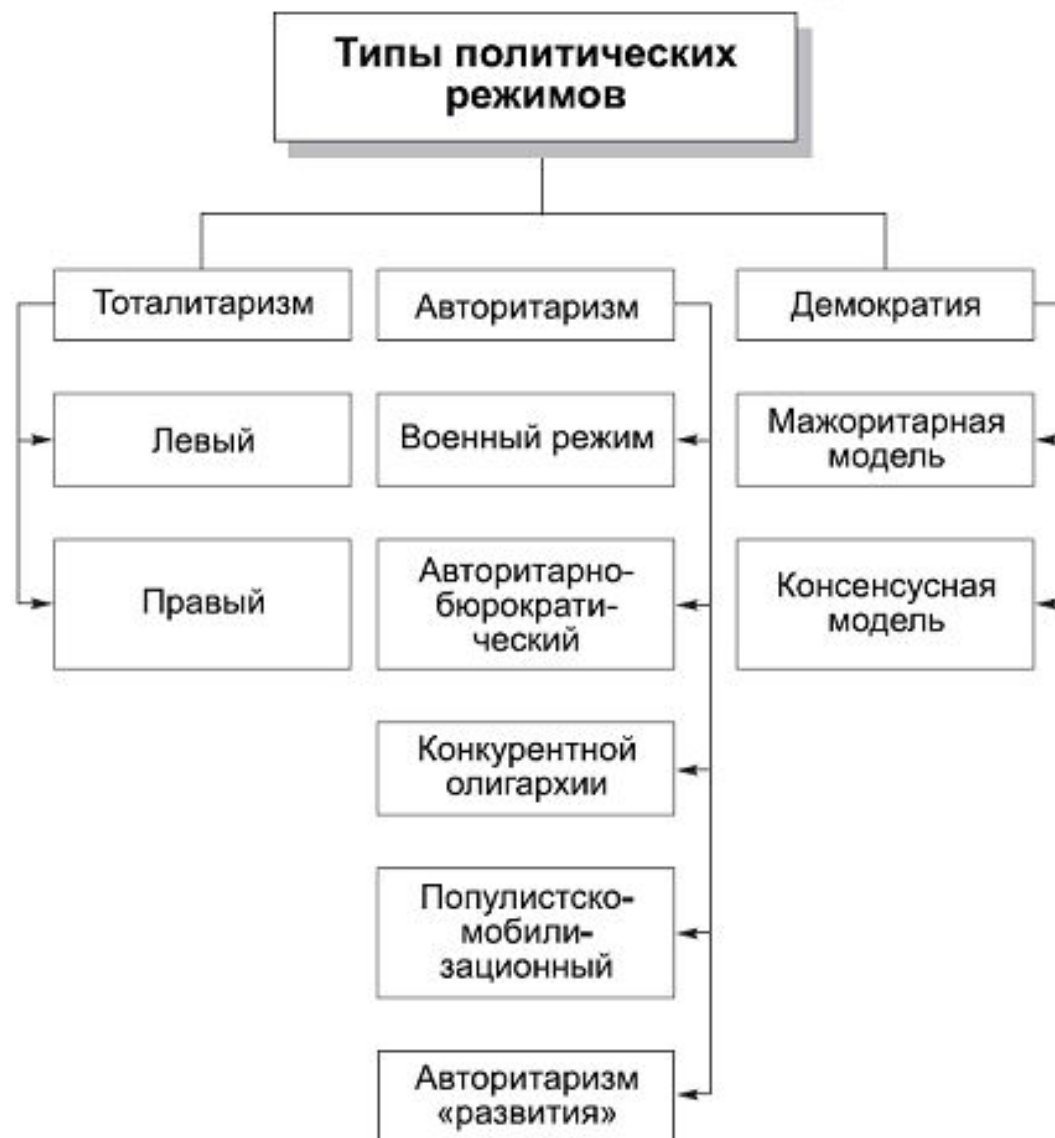 Типы политических
режимов
Тоталитаризм
Авторитаризм
Демократия
Левый
Военный режим
Мажоритарная
модель
Правый
Авторитарно-
бюрократи-
ческий
Консенсусная
модель
Конкурентной
олигархии
Популистско-
мобили-
зационный
Авторитаризм
«развития»